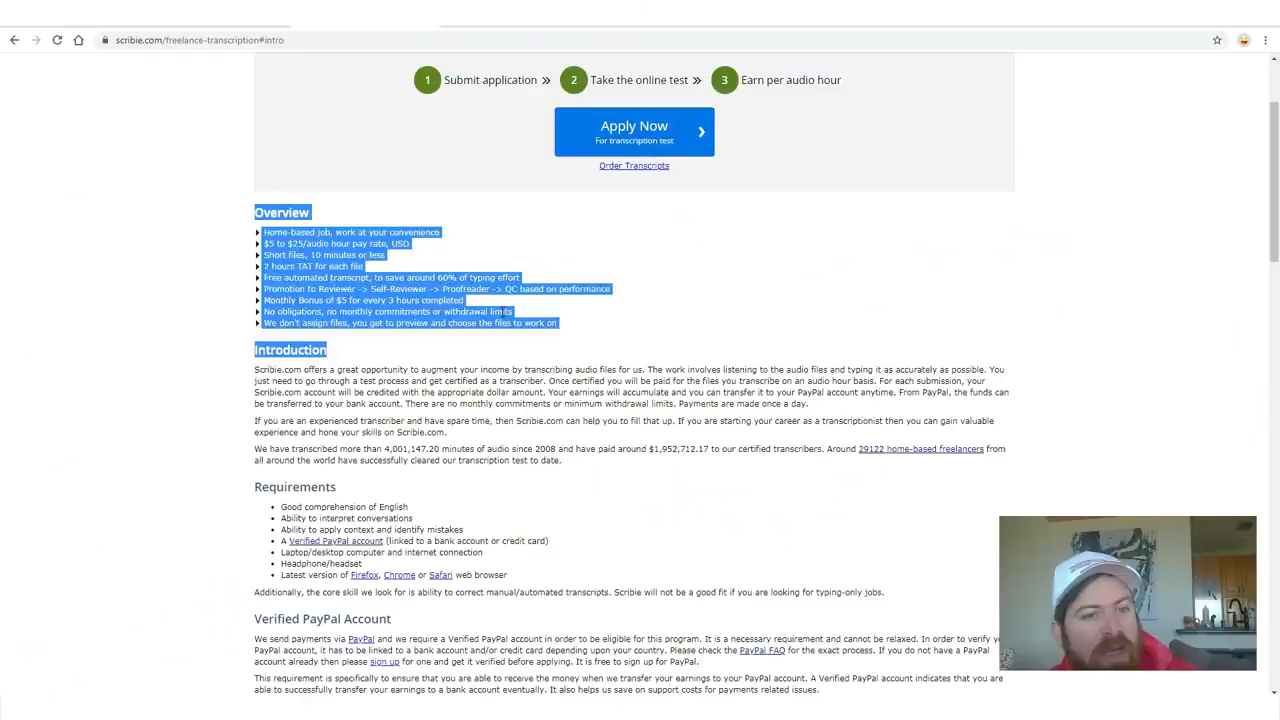 scribie.com/freelance-transcription#intro
1 Submit application »
2 Take the online test »
3 Earn per audio hour
Apply Now
For transcription test
Order Transcripts
Overview
Home-based job, work at your convenience
$5 to $25/audio hour pay rate, USD
Short files, 10 minutes or less
2 hours TAT for each file
Free automated transcript, to save around 60% of typing effort
Promotion to Reviewer -> Self-Reviewer -> Proofreader -> QC based on performance
Monthly Bonus of $5 for every 3 hours completed
No obligations, no monthly commitments or withdrawal limits
We don't assign files, you get to preview and choose the files to work on
Introduction
Scribie.com offers a great opportunity to augment your income by transcribing audio files for us. The work involves listening to the audio files and typing it as accurately as possible. You
just need to go through a test process and get certified as a transcriber. Once certified you will be paid for the files you transcribe on an audio hour basis. For each submission, your
Scribie.com account will be credited with the appropriate dollar amount. Your earnings will accumulate and you can transfer it to your PayPal account anytime. From PayPal, the funds can
be transferred to your bank account. There are no monthly commitments or minimum withdrawal limits. Payments are made once a day.
If you are an experienced transcriber and have spare time, then Scribie.com can help you to fill that up. If you are starting your career as a transcriptionist then you can gain valuable
experience and hone your skills on Scribie.com.
We have transcribed more than 4,001,147.20 minutes of audio since 2008 and have paid around $1,952,712.17 to our certified transcribers. Around 29122 home-based freelancers from
all around the world have successfully cleared our transcription test to date.
Requirements
Good comprehension of English
Ability to interpret conversations
Ability to apply context and identify mistakes
A Verified PayPal account (linked to a bank account or credit card)
Laptop/desktop computer and internet connection
Headphone/headset
Latest version of Firefox, Chrome or Safari web browser
Additionally, the core skill we look for is ability to correct manual/automated transcripts. Scribie will not be a good fit if you are looking for typing-only jobs.
Verified PayPal Account
We send payments via PayPal and we require a Verified PayPal account in order to be eligible for this program. It is a necessary requirement and cannot be relaxed. In order to verify
PayPal account, it has to be linked to a bank account and/or credit card depending upon your country. Please check the PayPal FAQ for the exact process. If you do not have a PayPal
account already then please sign up for one and get it verified before applying. It is free to sign up for PayPal.
This requirement is specifically to ensure that you are able to receive the money when we transfer your earnings to your PayPal account. A Verified PayPal account indicates that you are
able to successfully transfer your earnings to a bank account eventually. It also helps us save on support costs for payments related issues.